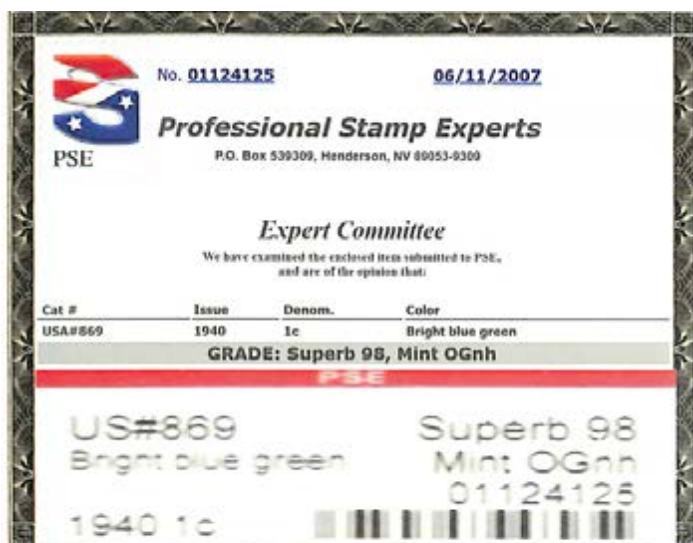 No. 01124125 06/11/2007
PSE
Professional Stamp Experts
P.O. Box 539309, Henderson, NV 89053-9309
Expert Committee
We have examined the enclosed item submitted to PSE,
and are of the opinion that:
Cat # Issue Denom. Color
USA#869 1940 1c Bright blue green
GRADE: Superb 98, Mint OGnh
PSE
US#869 Superb 98
Bright blue green Mint OGnh
01124125
1940 1c